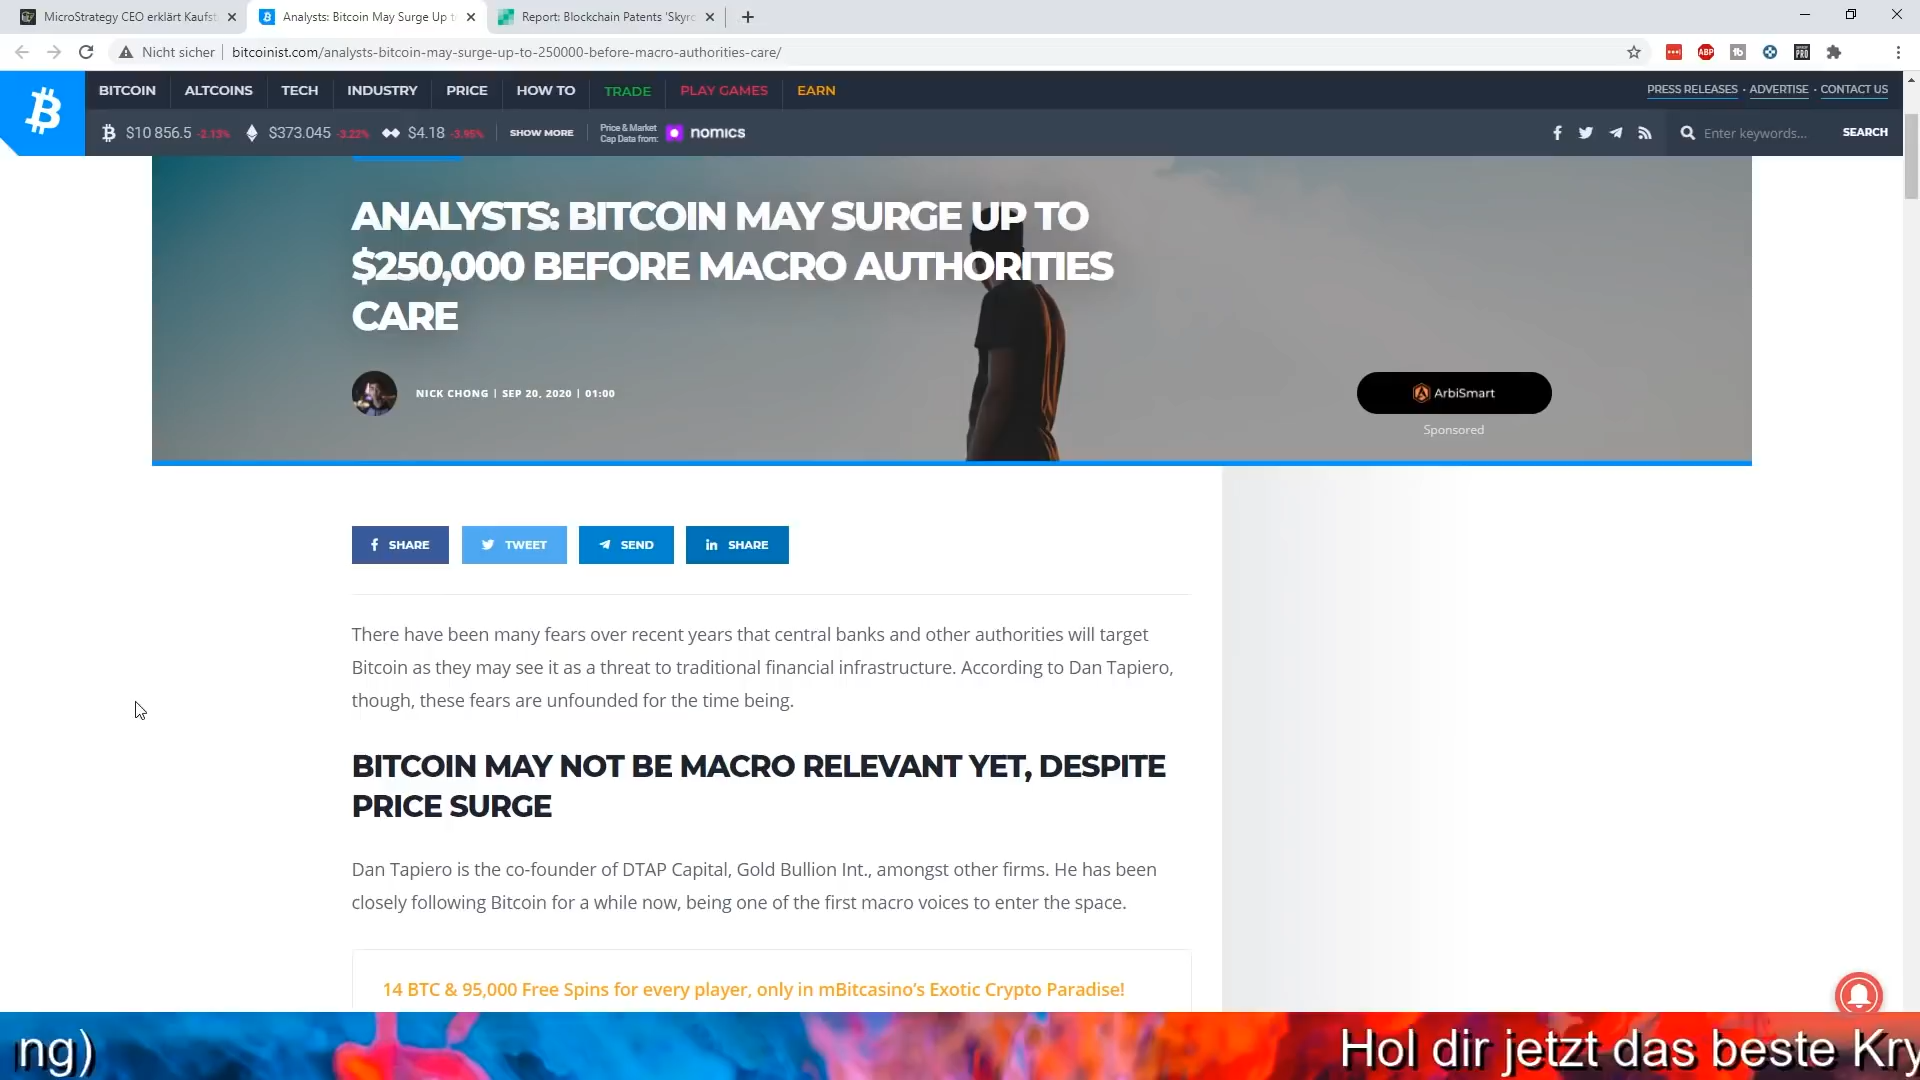 MicroStrategy CEO erklärt Kaufst
Analysts: Bitcoin May Surge Up t
Report: Blockchain Patents 'Skyro
Nicht sicher
bitcoinist.com/analysts-bitcoin-may-surge-up-to-250000-before-macro-authorities-care/
ABP
BITCOIN
ALTCOINS
TECH
INDUSTRY
PRICE
HOW TO
TRADE
PLAY GAMES
EARN
PRESS RELEASES · ADVERTISE · CONTACT US
$10 856.5 -2.13%
$373.045 -3.22%
$4.18 -3.95%
SHOW MORE
Price & Market
Cap Data from:
nomics
Enter keywords...
SEARCH
ANALYSTS: BITCOIN MAY SURGE UP TO
$250,000 BEFORE MACRO AUTHORITIES
CARE
NICK CHONG | SEP 20, 2020 | 01:00
ArbiSmart
Sponsored
SHARE
TWEET
SEND
SHARE
There have been many fears over recent years that central banks and other authorities will target
Bitcoin as they may see it as a threat to traditional financial infrastructure. According to Dan Tapiero,
though, these fears are unfounded for the time being.
BITCOIN MAY NOT BE MACRO RELEVANT YET, DESPITE
PRICE SURGE
Dan Tapiero is the co-founder of DTAP Capital, Gold Bullion Int., amongst other firms. He has been
closely following Bitcoin for a while now, being one of the first macro voices to enter the space.
14 BTC & 95,000 Free Spins for every player, only in mBitcasino's Exotic Crypto Paradise!
ng)
Hol dir jetzt das beste Kry